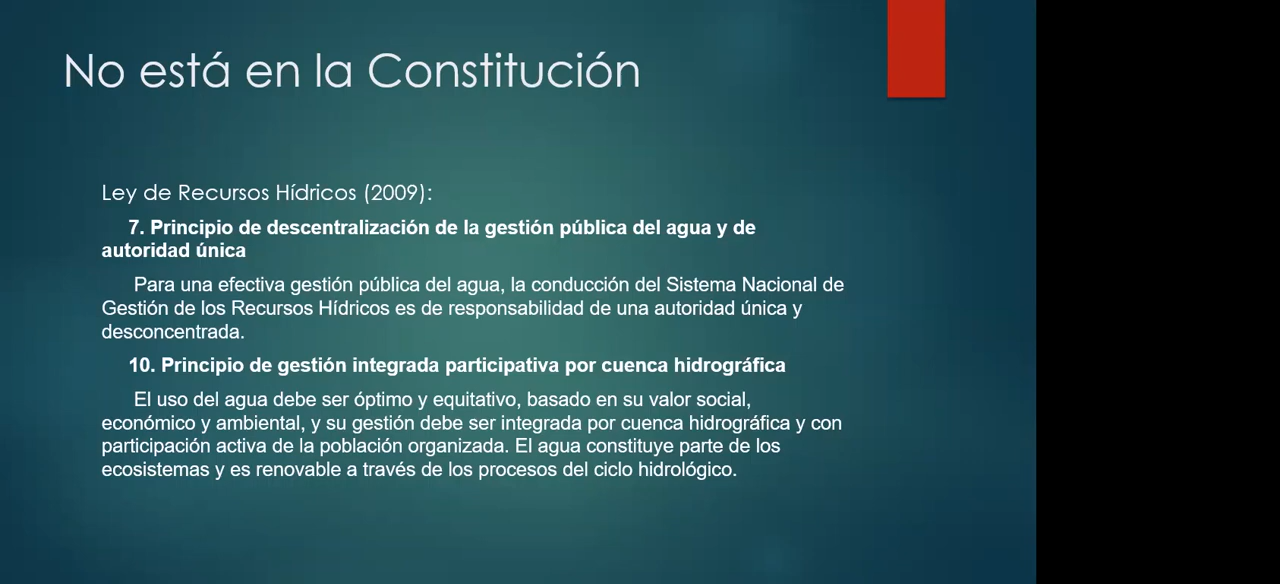 No está en la Constitución
Ley de Recursos Hídricos (2009):
7. Principio de descentralización de la gestión pública del agua y de
autoridad única
Para una efectiva gestión pública del agua, la conducción del Sistema Nacional de
Gestión de los Recursos Hídricos es de responsabilidad de una autoridad única y
desconcentrada.
10. Principio de gestión integrada participativa por cuenca hidrográfica
El uso del agua debe ser óptimo y equitativo, basado en su valor social,
económico y ambiental, y su gestión debe ser integrada por cuenca hidrográfica y con
participación activa de la población organizada. El agua constituye parte de los
ecosistemas y es renovable a través de los procesos del ciclo hidrológico.